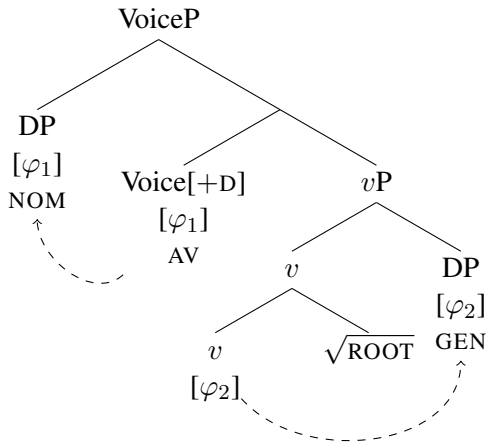 VoiceP
DP
[φ₁]
NOM
Voice[+D]
[φ₁]
AV
vP
v
DP
[φ₂]
GEN
v
[φ₂]
√ROOT